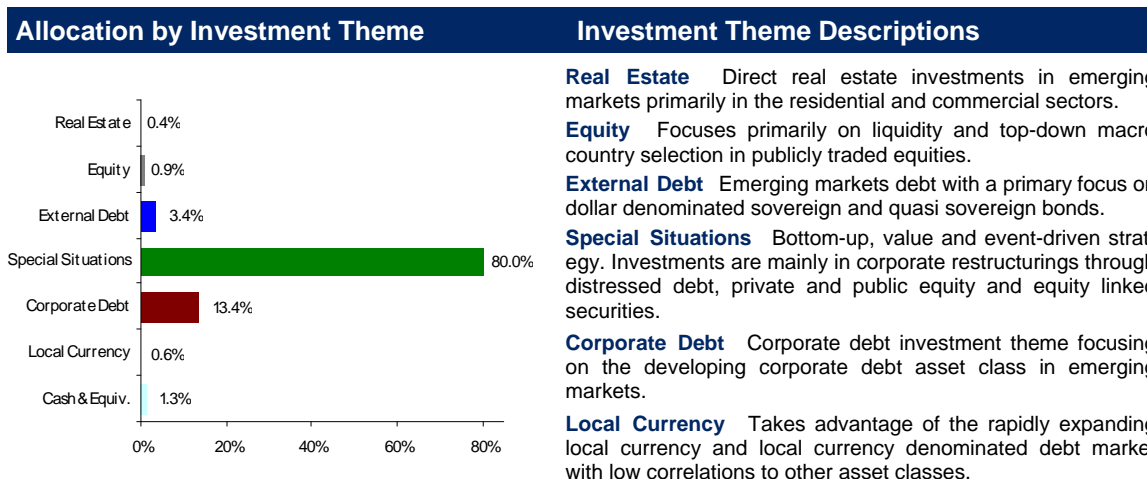 Allocation by Investment Theme
Real Estate 0.4%
Equity 0.9%
External Debt 3.4%
Special Situations 80.0%
Corporate Debt 13.4%
Local Currency 0.6%
Cash & Equiv. 1.3%
0% 20% 40% 60% 80%
Investment Theme Descriptions
Real Estate Direct real estate investments in emerging
markets primarily in the residential and commercial sectors.
Equity Focuses primarily on liquidity and top-down macro
country selection in publicly traded equities.
External Debt Emerging markets debt with a primary focus on
dollar denominated sovereign and quasi sovereign bonds.
Special Situations Bottom-up, value and event-driven strat
egy. Investments are mainly in corporate restructurings through
distressed debt, private and public equity and equity linked
securities.
Corporate Debt Corporate debt investment theme focusing
on the developing corporate debt asset class in emerging
markets.
Local Currency Takes advantage of the rapidly expanding
local currency and local currency denominated debt market
with low correlations to other asset classes.